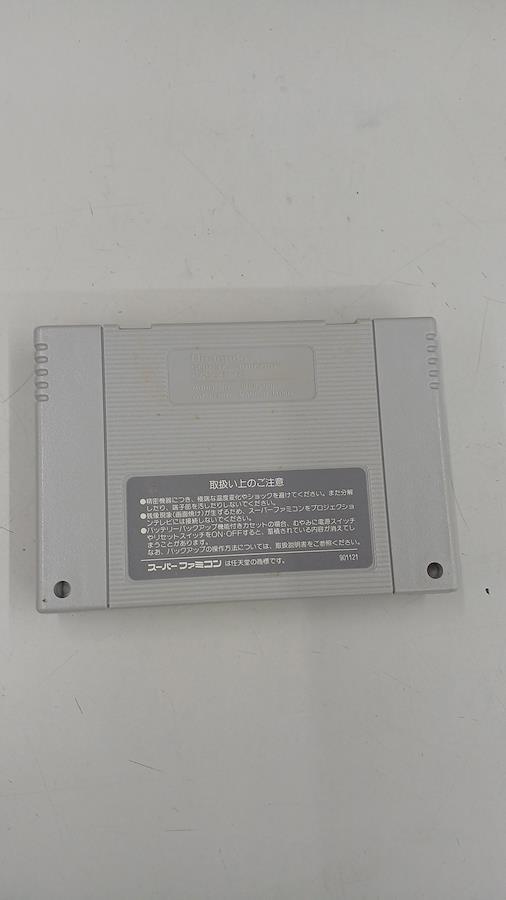 Nintendo
取扱い上のご注意
●精密機器につき、極端な温度変化やショックを避けてください。また分解
したり、端子部を汚したりしないでください。
●残像現象(画面焼け)が生ずるため、スーパーファミコンをプロジェクショ
ンテレビには接続しないでください。
●バッテリーバックアップ機能付きカセットの場合、むやみに電源スイッチ
やリセットスイッチをON・OFFすると、蓄積されている内容が消えてし
まうことがあります。
なお、バックアップの操作方法については、取扱説明書をご参照ください。
スーパーファミコン は任天堂の商標です。 901121